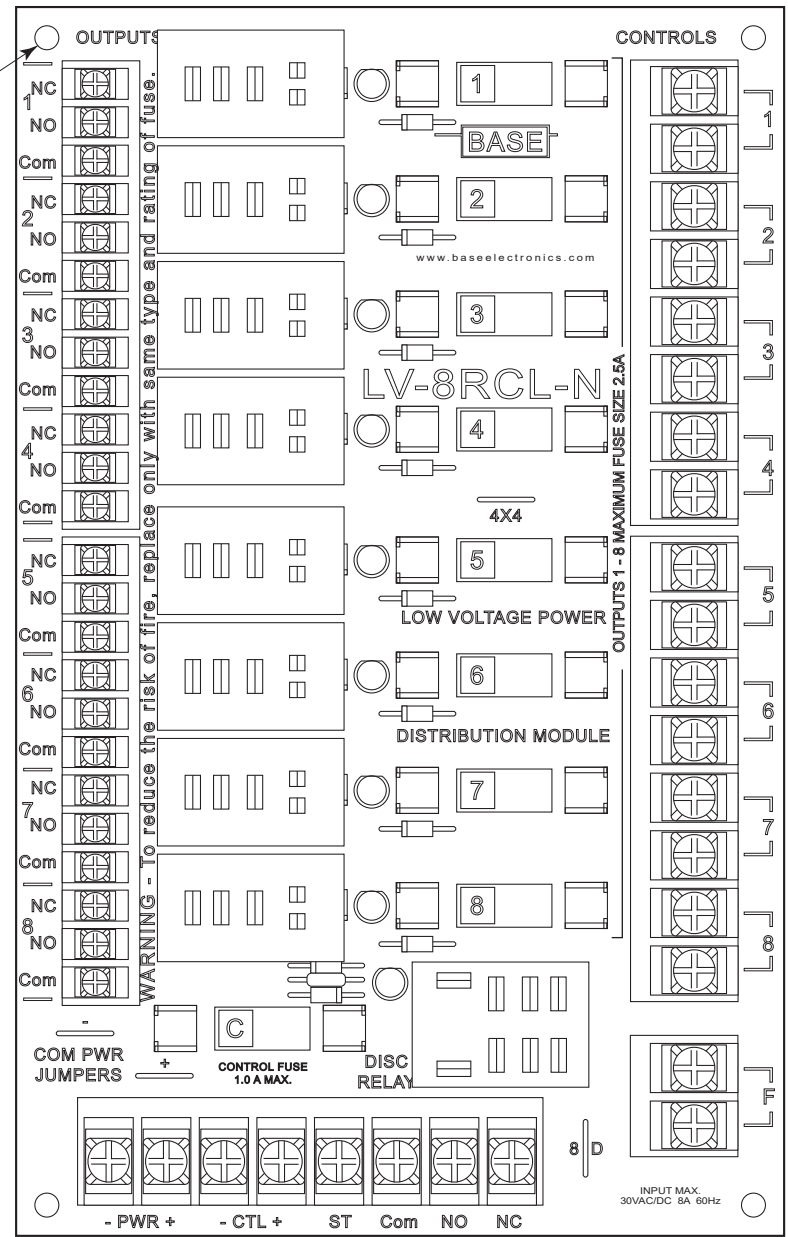 OUTPUTS
CONTROLS
NC
1
NO
Com
NC
2
NO
Com
NC
3
NO
Com
NC
4
NO
Com
NC
5
NO
Com
NC
6
NO
Com
NC
7
NO
Com
NC
8
NO
Com
WARNING - To reduce the risk of fire, replace only with same type and rating of fuse.
1
BASE
2
www.baseelectronics.com
3
LV-8RCL-N
4
4X4
5
LOW VOLTAGE POWER
6
DISTRIBUTION MODULE
7
8
OUTPUTS 1 - 8 MAXIMUM FUSE SIZE 2.5A
1
2
3
4
5
6
7
8
F
-
COM PWR
JUMPERS
+
C
CONTROL FUSE
1.0 A MAX.
DISC
RELAY
8 D
INPUT MAX.
30VAC/DC 8A 60Hz
- PWR + - CTL + ST Com NO NC